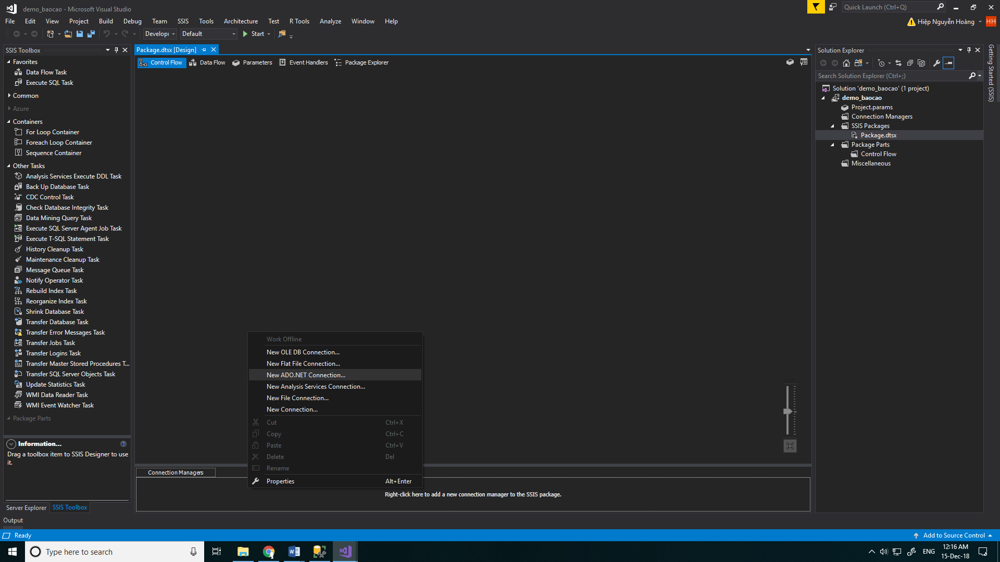 demo_baocao - Microsoft Visual Studio
Quick Launch (Ctrl+Q)
File Edit View Project Build Debug Team SSIS Tools Architecture Test R Tools Analyze Window Help
Hiệp Nguyễn Hoàng HH
Develop Default Start
SSIS Toolbox
Favorites
Data Flow Task
Execute SQL Task
Common
Azure
Containers
For Loop Container
Foreach Loop Container
Sequence Container
Other Tasks
Analysis Services Execute DDL Task
Back Up Database Task
CDC Control Task
Check Database Integrity Task
Data Mining Query Task
Execute SQL Server Agent Job Task
Execute T-SQL Statement Task
History Cleanup Task
Maintenance Cleanup Task
Message Queue Task
Notify Operator Task
Rebuild Index Task
Reorganize Index Task
Shrink Database Task
Transfer Database Task
Transfer Error Messages Task
Transfer Jobs Task
Transfer Logins Task
Transfer Master Stored Procedures T...
Transfer SQL Server Objects Task
Update Statistics Task
WMI Data Reader Task
WMI Event Watcher Task
Package Parts
Information...
Drag a toolbox item to SSIS Designer to use
it.
Server Explorer SSIS Toolbox
Output
Package.dtsx [Design]
Control Flow Data Flow Parameters Event Handlers Package Explorer
Work Offline
New OLE DB Connection...
New Flat File Connection...
New ADO.NET Connection...
New Analysis Services Connection...
New File Connection...
New Connection...
Cut Ctrl+X
Copy Ctrl+C
Paste Ctrl+V
Delete Del
Rename
Properties Alt+Enter
Connection Managers
Right-click here to add a new connection manager to the SSIS package.
Solution Explorer
Search Solution Explorer (Ctrl+;)
Solution 'demo_baocao' (1 project)
demo_baocao
Project.params
Connection Managers
SSIS Packages
Package.dtsx
Package Parts
Control Flow
Miscellaneous
Getting Started (SSIS)
Ready
Add to Source Control
Type here to search
ENG
12:16 AM
15-Dec-18